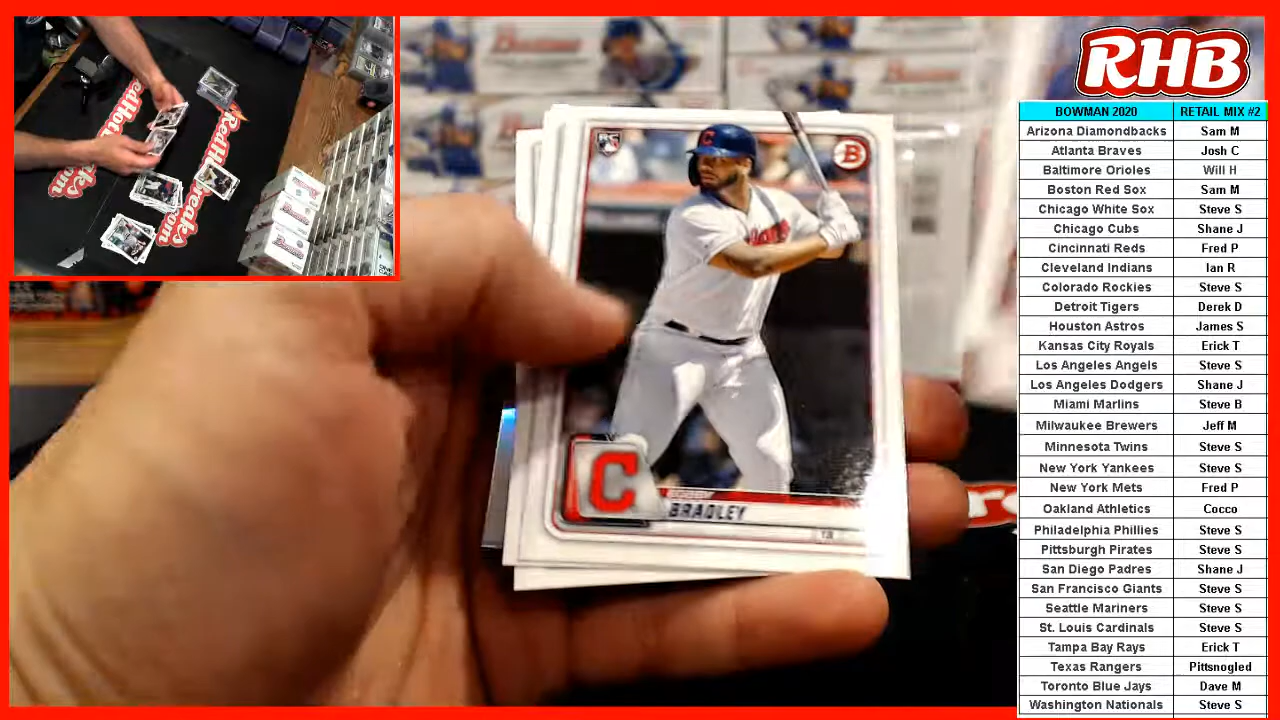 RHB
BOWMAN 2020 RETAIL MIX #2
Arizona Diamondbacks Sam M
Atlanta Braves Josh C
Baltimore Orioles Will H
Boston Red Sox Sam M
Chicago White Sox Steve S
Chicago Cubs Shane J
Cincinnati Reds Fred P
Cleveland Indians Ian R
Colorado Rockies Steve S
Detroit Tigers Derek D
Houston Astros James S
Kansas City Royals Erick T
Los Angeles Angels Steve S
Los Angeles Dodgers Shane J
Miami Marlins Steve B
Milwaukee Brewers Jeff M
Minnesota Twins Steve S
New York Yankees Steve S
New York Mets Fred P
Oakland Athletics Cocco
Philadelphia Phillies Steve S
Pittsburgh Pirates Steve S
San Diego Padres Shane J
San Francisco Giants Steve S
Seattle Mariners Steve S
St. Louis Cardinals Steve S
Tampa Bay Rays Erick T
Texas Rangers Pittsnogled
Toronto Blue Jays Dave M
Washington Nationals Steve S
RC
B
C
C
BOBBY
BRADLEY
1B
Bowman